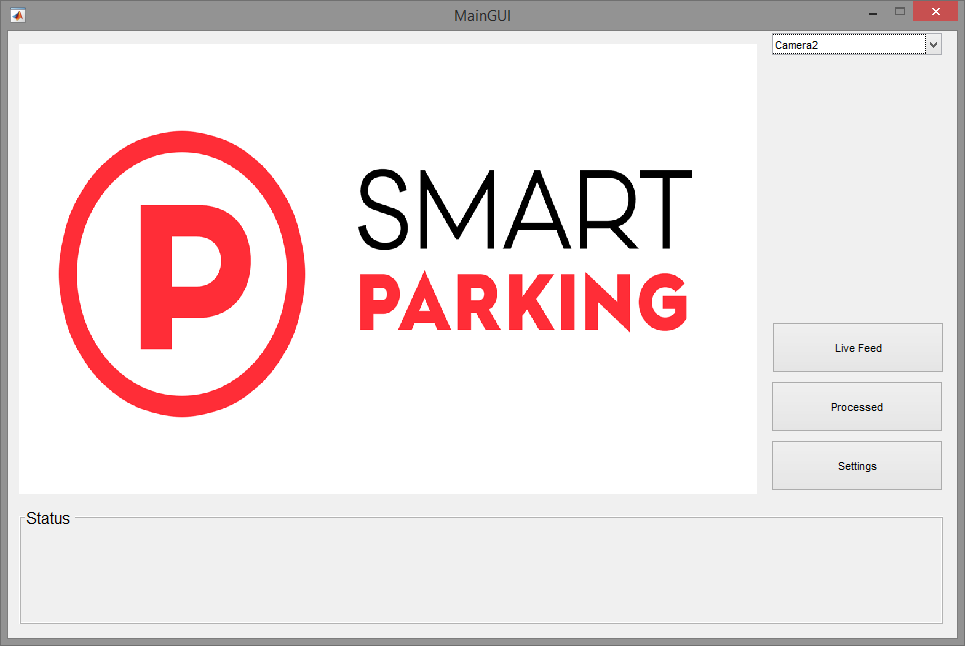 MainGUI
Camera2
P
SMART
PARKING
Live Feed
Processed
Settings
Status